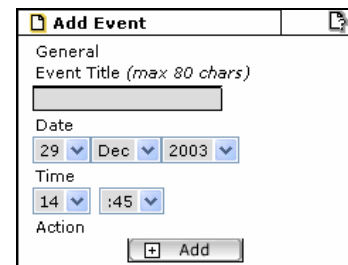 Add Event
General
Event Title (max 80 chars)
Date
29 Dec 2003
Time
14 :45
Action
Add